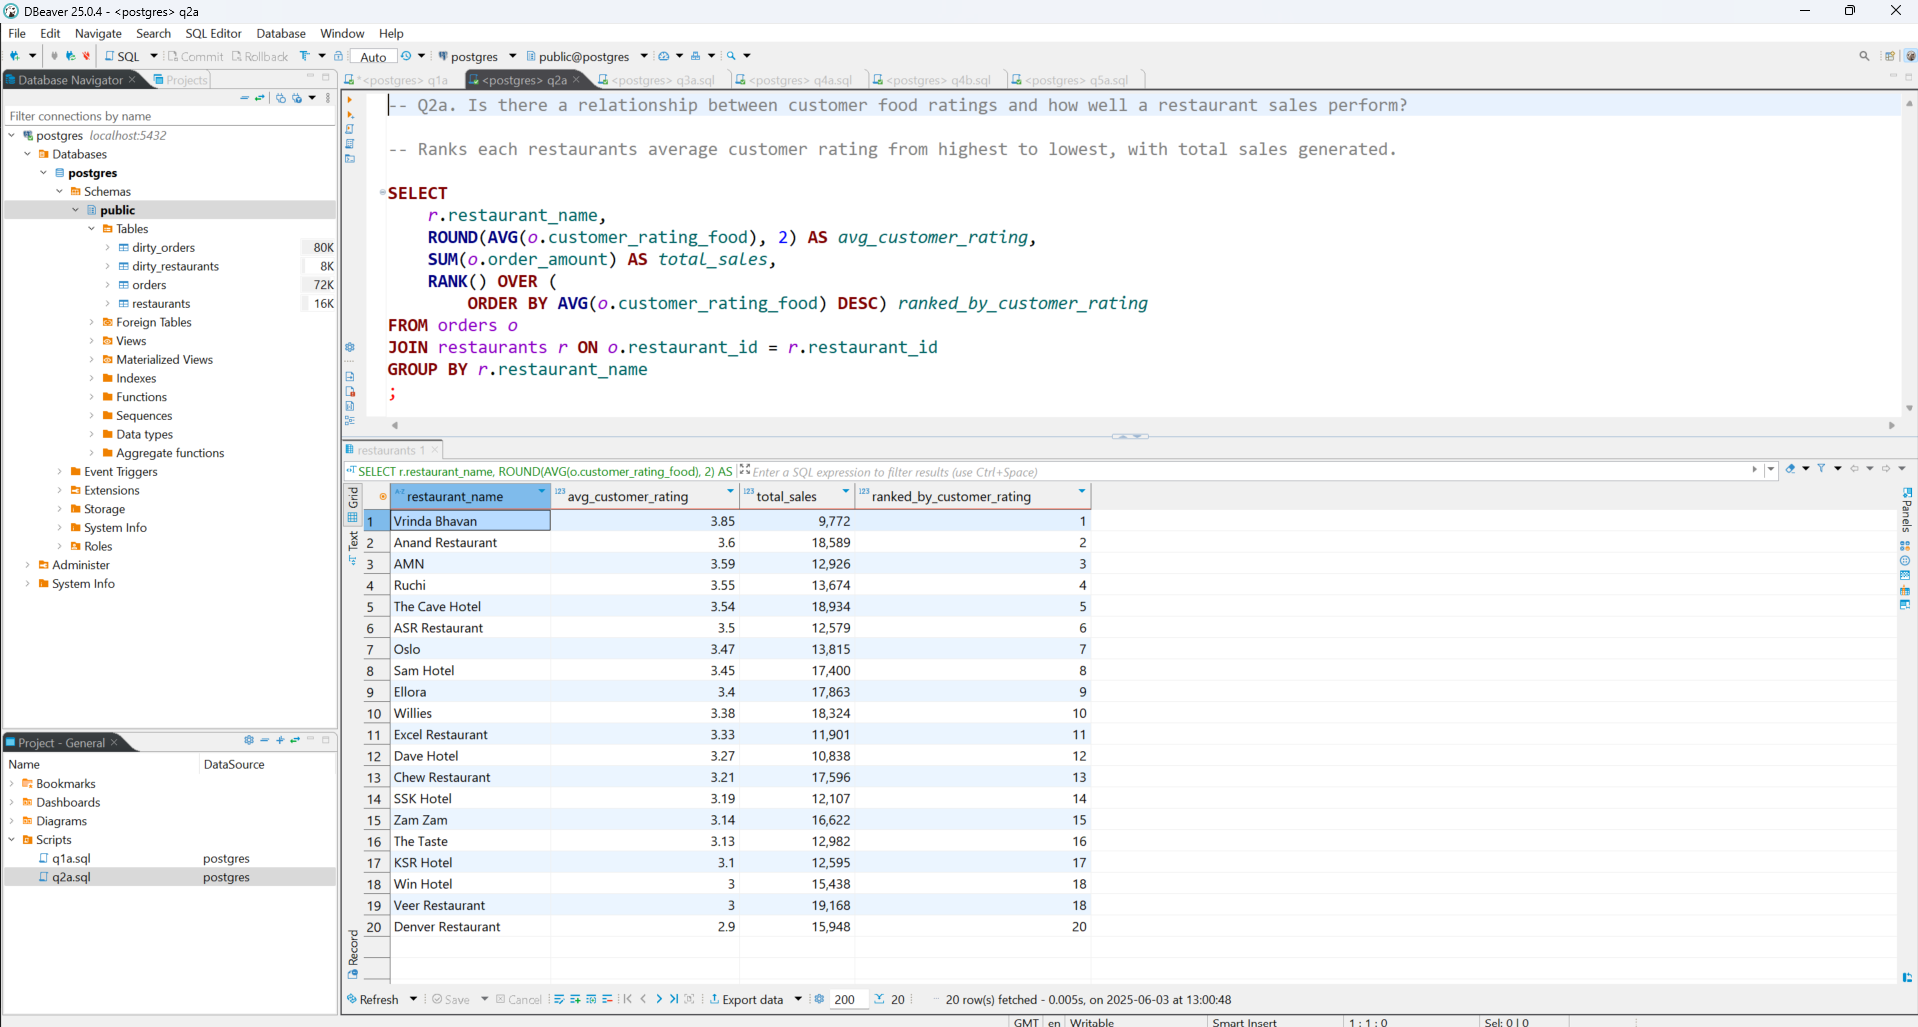 DBeaver 25.0.4 - <postgres> q2a
File Edit Navigate Search SQL Editor Database Window Help
SQL Commit Rollback Auto postgres public@postgres
Database Navigator Projects
*<postgres> q1a <postgres> q2a <postgres> q3a.sql <postgres> q4a.sql <postgres> q4b.sql <postgres> q5a.sql
Filter connections by name
postgres localhost:5432
Databases
postgres
Schemas
public
Tables
dirty_orders 80K
dirty_restaurants 8K
orders 72K
restaurants 16K
Foreign Tables
Views
Materialized Views
Indexes
Functions
Sequences
Data types
Aggregate functions
Event Triggers
Extensions
Storage
System Info
Roles
Administer
System Info
Project - General
Name DataSource
Bookmarks
Dashboards
Diagrams
Scripts
q1a.sql postgres
q2a.sql postgres
-- Q2a. Is there a relationship between customer food ratings and how well a restaurant sales perform?
-- Ranks each restaurants average customer rating from highest to lowest, with total sales generated.
SELECT
r.restaurant_name,
ROUND(AVG(o.customer_rating_food), 2) AS avg_customer_rating,
SUM(o.order_amount) AS total_sales,
RANK() OVER (
ORDER BY AVG(o.customer_rating_food) DESC) ranked_by_customer_rating
FROM orders o
JOIN restaurants r ON o.restaurant_id = r.restaurant_id
GROUP BY r.restaurant_name
;
restaurants 1
SELECT r.restaurant_name, ROUND(AVG(o.customer_rating_food), 2) AS Enter a SQL expression to filter results (use Ctrl+Space)
Grid
Text
Record
Panels
restaurant_name 123 avg_customer_rating 123 total_sales 123 ranked_by_customer_rating
1 Vrinda Bhavan 3.85 9,772 1
2 Anand Restaurant 3.6 18,589 2
3 AMN 3.59 12,926 3
4 Ruchi 3.55 13,674 4
5 The Cave Hotel 3.54 18,934 5
6 ASR Restaurant 3.5 12,579 6
7 Oslo 3.47 13,815 7
8 Sam Hotel 3.45 17,400 8
9 Ellora 3.4 17,863 9
10 Willies 3.38 18,324 10
11 Excel Restaurant 3.33 11,901 11
12 Dave Hotel 3.27 10,838 12
13 Chew Restaurant 3.21 17,596 13
14 SSK Hotel 3.19 12,107 14
15 Zam Zam 3.14 16,622 15
16 The Taste 3.13 12,982 16
17 KSR Hotel 3.1 12,595 17
18 Win Hotel 3 15,438 18
19 Veer Restaurant 3 19,168 18
20 Denver Restaurant 2.9 15,948 20
Refresh Save Cancel Export data 200 20 20 row(s) fetched - 0.005s, on 2025-06-03 at 13:00:48
GMT en Writable Smart Insert 1 : 1 : 0 Sel: 0 | 0